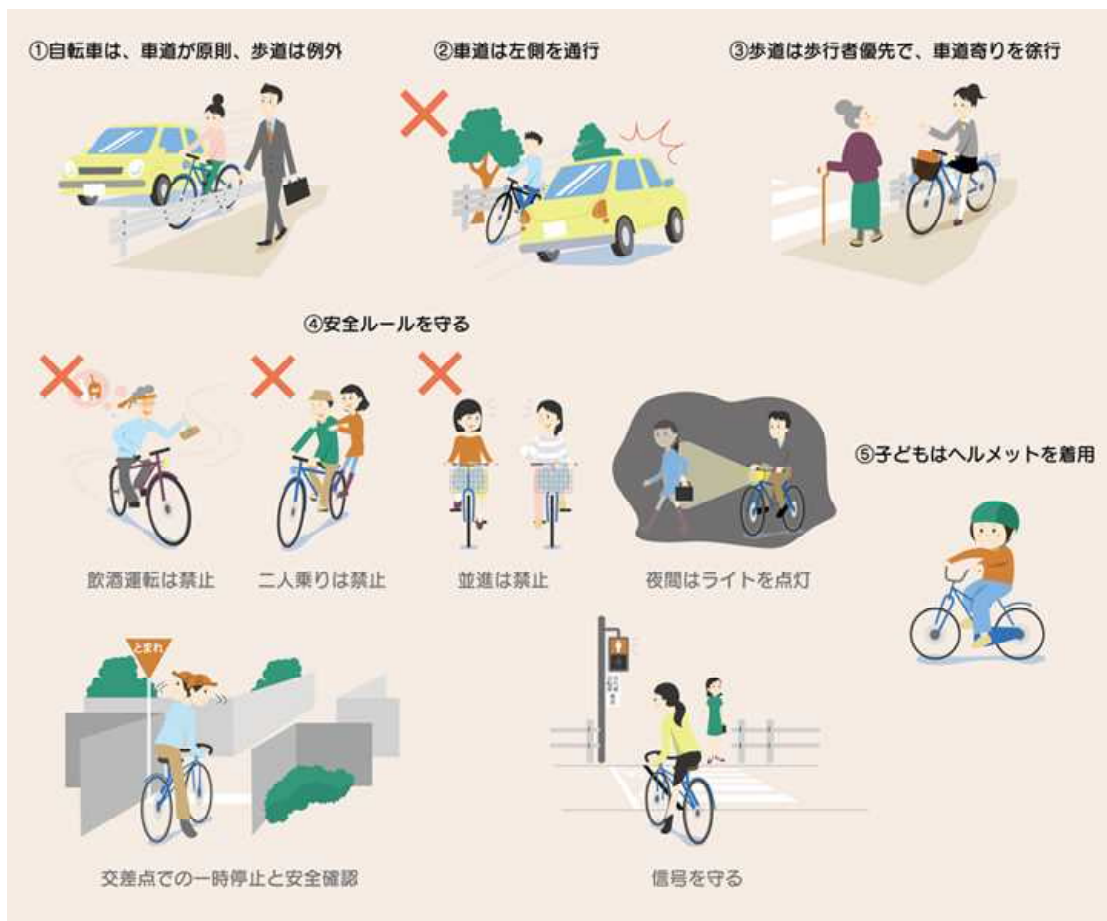 ①自転車は、車道が原則、歩道は例外
②車道は左側を通行
③歩道は歩行者優先で、車道寄りを徐行
④安全ルールを守る
飲酒運転は禁止
二人乗りは禁止
並進は禁止
夜間はライトを点灯
⑤子どもはヘルメットを着用
とまれ
交差点での一時停止と安全確認
信号を守る